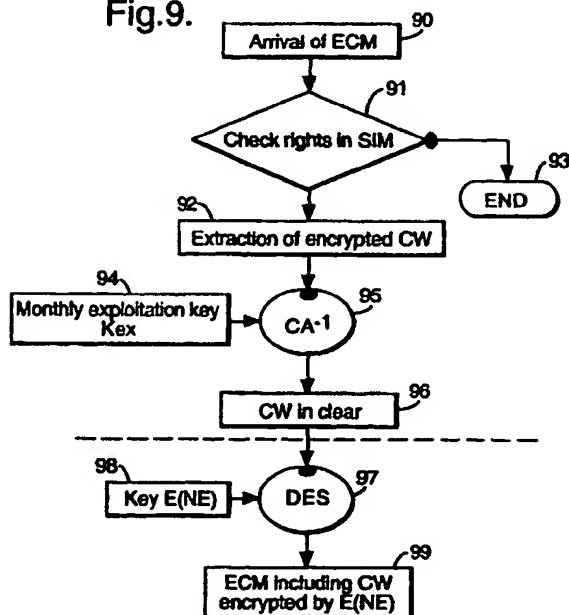 Fig.9.
90
Arrival of ECM
91
Check rights in SIM
93
END
92
Extraction of encrypted CW
94
Monthly exploitation key
Kex
95
CA-1
96
CW in clear
98
Key E(NE)
97
DES
99
ECM including CW
encrypted by E(NE)